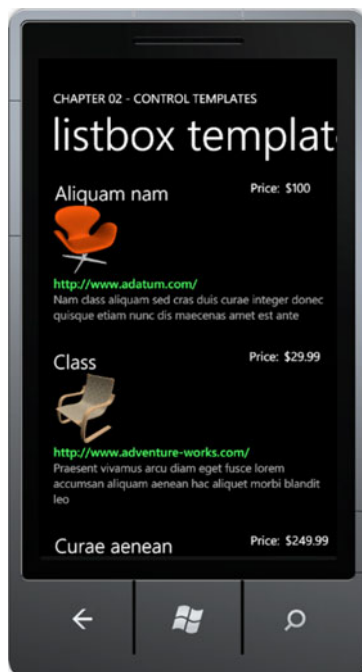 CHAPTER 02 - CONTROL TEMPLATES
listbox templat
Aliquam nam Price: $100
http://www.adatum.com/
Nam class aliquam sed cras duis curae integer donec
quisque etiam nunc dis maecenas amet est ante
Class Price: $29.99
http://www.adventure-works.com/
Praesent vivamus arcu diam eget fusce lorem
accumsan aliquam aenean hac aliquet morbi blandit
leo
Curae aenean Price: $249.99